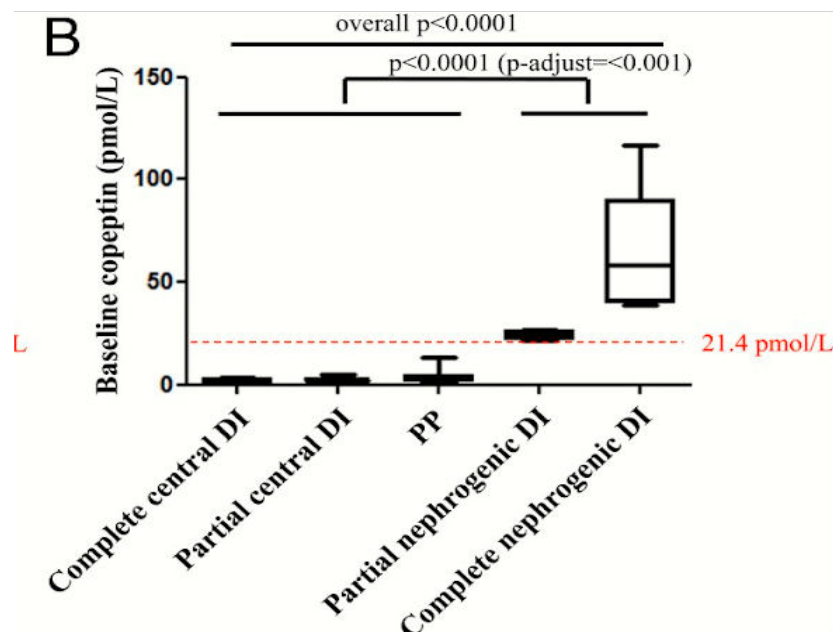 B
overall p<0.0001
p<0.0001 (p-adjust=<0.001)
Baseline copeptin (pmol/L)
150
100
50
0
L
21.4 pmol/L
Complete central DI
Partial central DI
PP
Partial nephrogenic DI
Complete nephrogenic DI